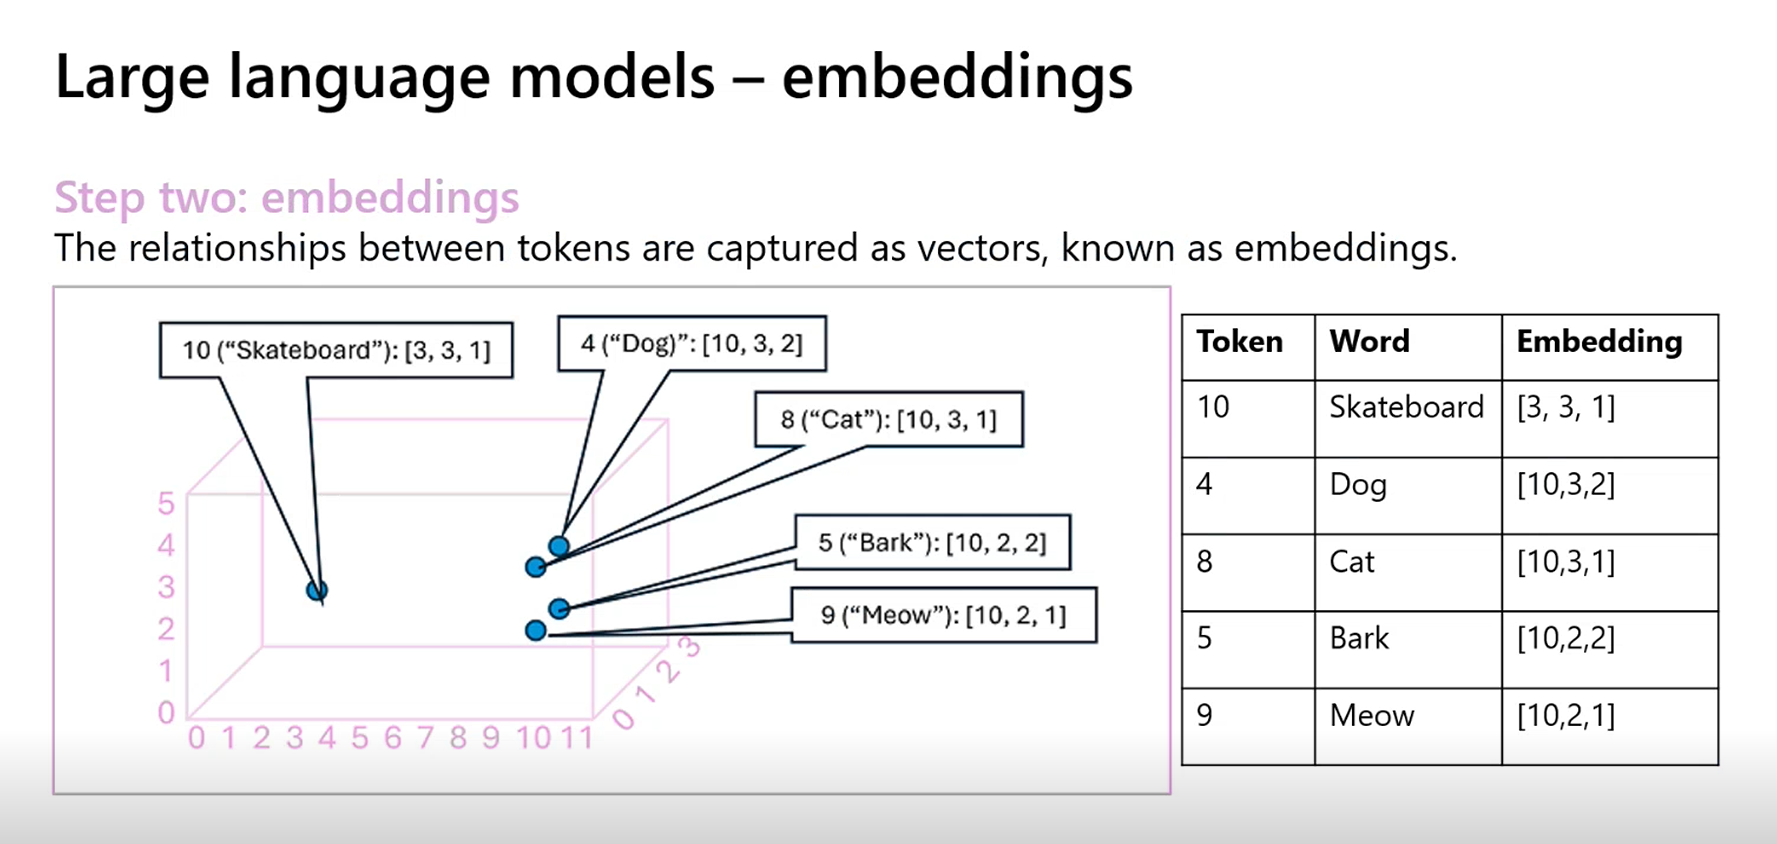 Large language models – embeddings
Step two: embeddings
The relationships between tokens are captured as vectors, known as embeddings.
10 (“Skateboard”): [3, 3, 1]
4 (“Dog)”: [10, 3, 2]
8 (“Cat”): [10, 3, 1]
5 (“Bark”): [10, 2, 2]
9 (“Meow”): [10, 2, 1]
5
4
3
2
1
0
0 1 2 3 4 5 6 7 8 9 10 11
0 1 2 3
Token Word Embedding
10 Skateboard [3, 3, 1]
4 Dog [10,3,2]
8 Cat [10,3,1]
5 Bark [10,2,2]
9 Meow [10,2,1]